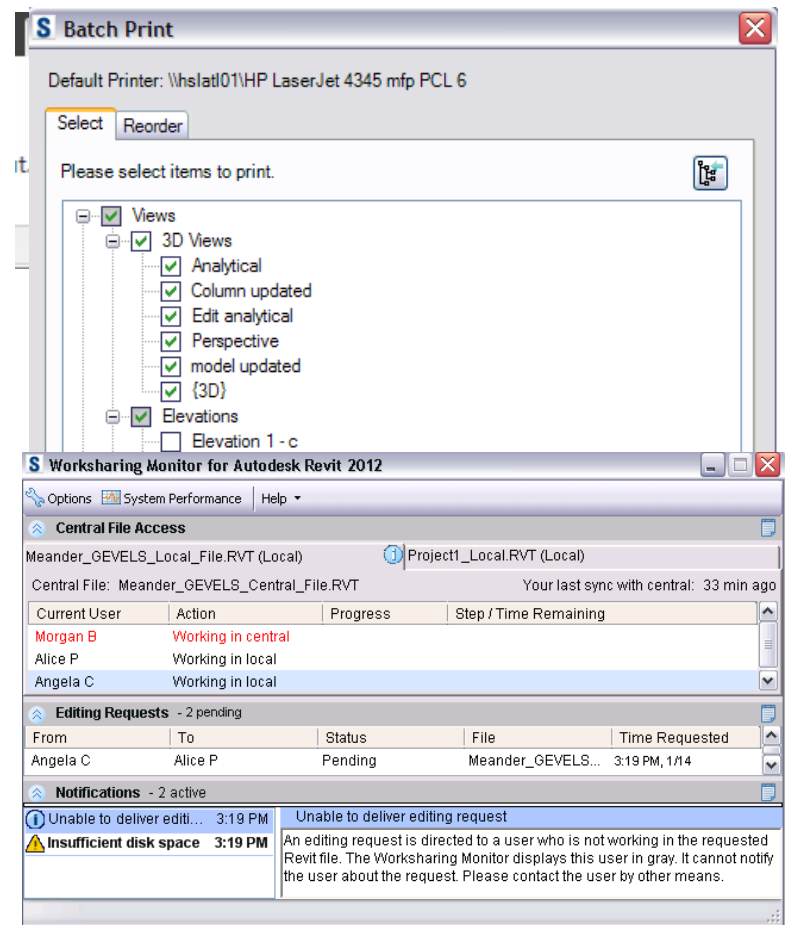 S Batch Print
Default Printer: \\hslatl01\HP LaserJet 4345 mfp PCL 6
Select Reorder
Please select items to print.
Views
3D Views
Analytical
Column updated
Edit analytical
Perspective
model updated
{3D}
Elevations
Elevation 1 - c
S Worksharing Monitor for Autodesk Revit 2012
Options System Performance Help
Central File Access
Meander_GEVELS_Local_File.RVT (Local) Project1_Local.RVT (Local)
Central File: Meander_GEVELS_Central_File.RVT Your last sync with central: 33 min ago
Current User Action Progress Step / Time Remaining
Morgan B Working in central
Alice P Working in local
Angela C Working in local
Editing Requests - 2 pending
From To Status File Time Requested
Angela C Alice P Pending Meander_GEVELS... 3:19 PM, 1/14
Notifications - 2 active
Unable to deliver editi... 3:19 PM
Insufficient disk space 3:19 PM
Unable to deliver editing request
An editing request is directed to a user who is not working in the requested
Revit file. The Worksharing Monitor displays this user in gray. It cannot notify
the user about the request. Please contact the user by other means.